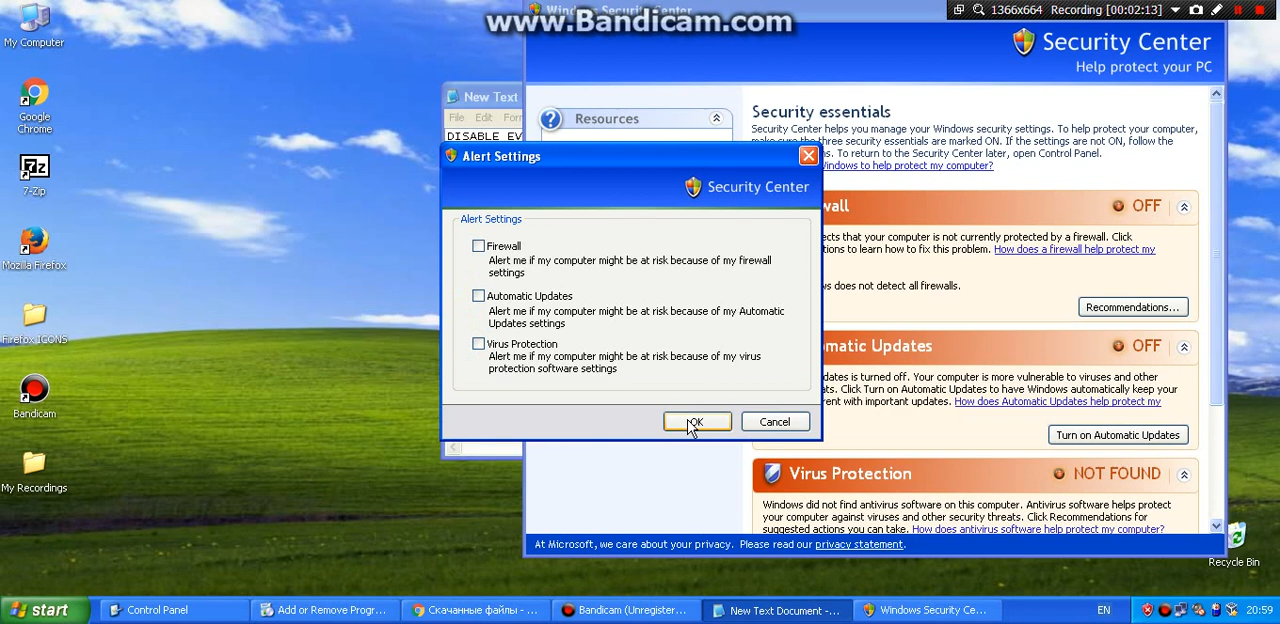 www.Bandicam.com
Windows Security Center
1366x664 Recording [00:02:13]
My Computer
Google
Chrome
7-Zip
Mozilla Firefox
Firefox ICONS
Bandicam
My Recordings
Recycle Bin
New Text
File Edit
DISABLE
Security Center
Help protect your PC
Resources
Security essentials
Security Center helps you manage your Windows security settings. To help protect your computer,
make sure the three security essentials are marked ON. If the settings are not ON, follow the
To return to the Security Center later, open Control Panel.
Windows to help protect my computer?
wall
OFF
ects that your computer is not currently protected by a firewall. Click
tions to learn how to fix this problem. How does a firewall help protect my
ws does not detect all firewalls.
Recommendations...
omatic Updates
OFF
dates is turned off. Your computer is more vulnerable to viruses and other
ts. Click Turn on Automatic Updates to have Windows automatically keep your
rent with important updates. How does Automatic Updates help protect my
Turn on Automatic Updates
Virus Protection
NOT FOUND
Windows did not find antivirus software on this computer. Antivirus software helps protect
your computer against viruses and other security threats. Click Recommendations for
suggested actions you can take. How does antivirus software help protect my computer?
At Microsoft, we care about your privacy. Please read our privacy statement.
Alert Settings
Security Center
Alert Settings
Firewall
Alert me if my computer might be at risk because of my firewall
settings
Automatic Updates
Alert me if my computer might be at risk because of my Automatic
Updates settings
Virus Protection
Alert me if my computer might be at risk because of my virus
protection software settings
OK
Cancel
start
Control Panel
Add or Remove Progr...
Скачанные файлы - ...
Bandicam (Unregister...
New Text Document -...
Windows Security Ce...
EN
20:59